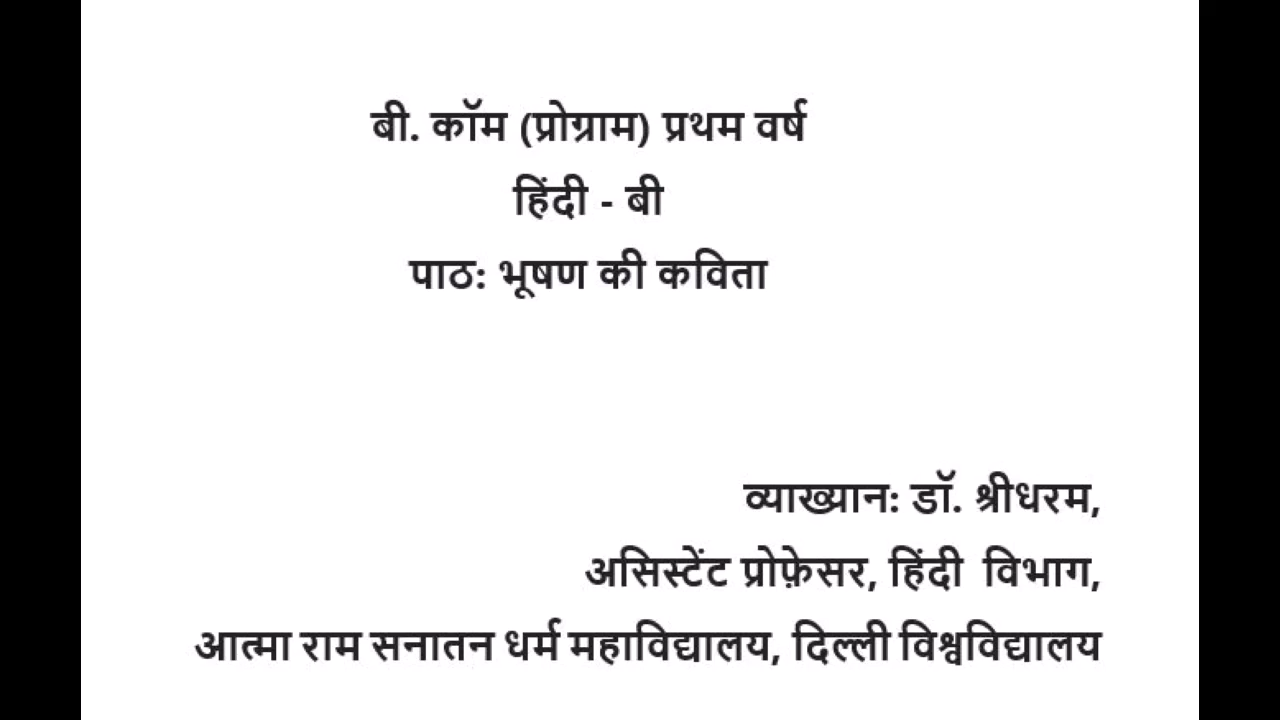 बी. कॉम (प्रोग्राम) प्रथम वर्ष
हिंदी - बी
पाठ: भूषण की कविता
व्याख्यान: डॉ. श्रीधरम,
असिस्टेंट प्रोफ़ेसर, हिंदी विभाग,
आत्मा राम सनातन धर्म महाविद्यालय, दिल्ली विश्वविद्यालय